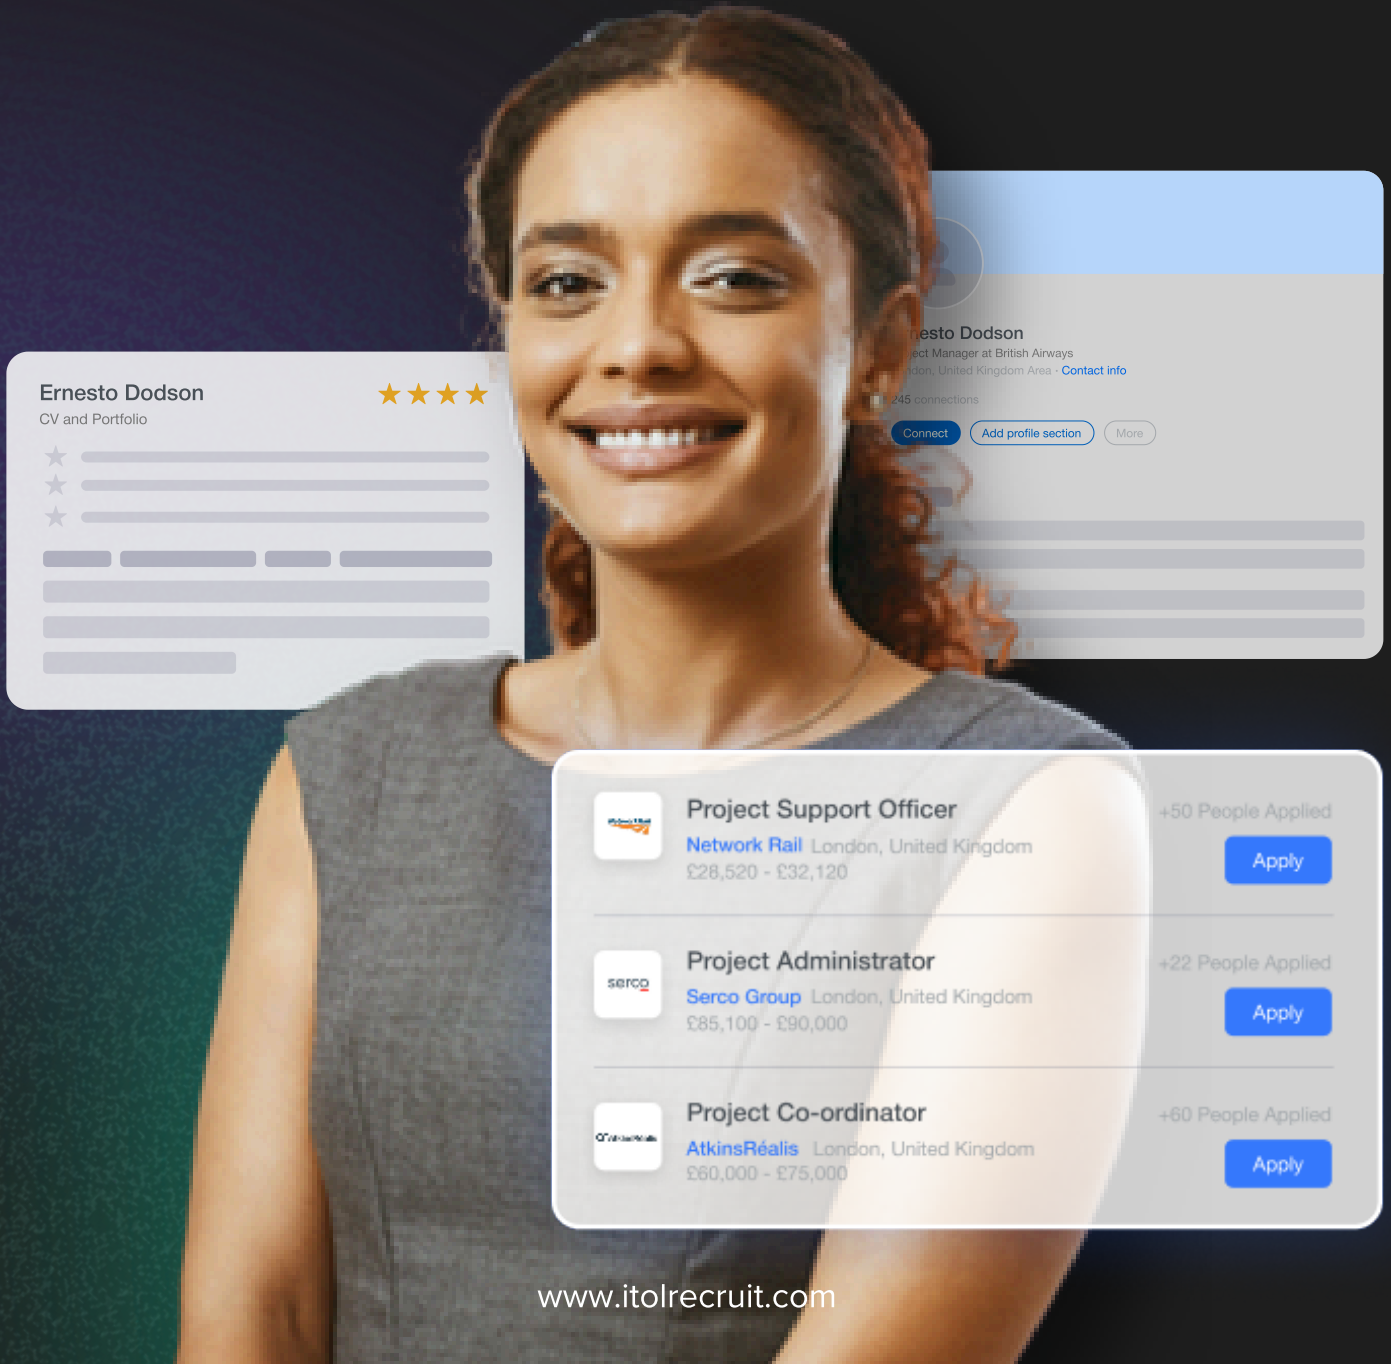 Ernesto Dodson
CV and Portfolio
esto Dodson
ect Manager at British Airways
ndon, United Kingdom Area · Contact info
245 connections
Connect
Add profile section
More
Project Support Officer
+50 People Applied
Network Rail London, United Kingdom
£28,520 - £32,120
Apply
serco
Project Administrator
+22 People Applied
Serco Group London, United Kingdom
£85,100 - £90,000
Apply
AtkinsRéalis
Project Co-ordinator
+60 People Applied
AtkinsRéalis London, United Kingdom
£60,000 - £75,000
Apply
www.itolrecruit.com